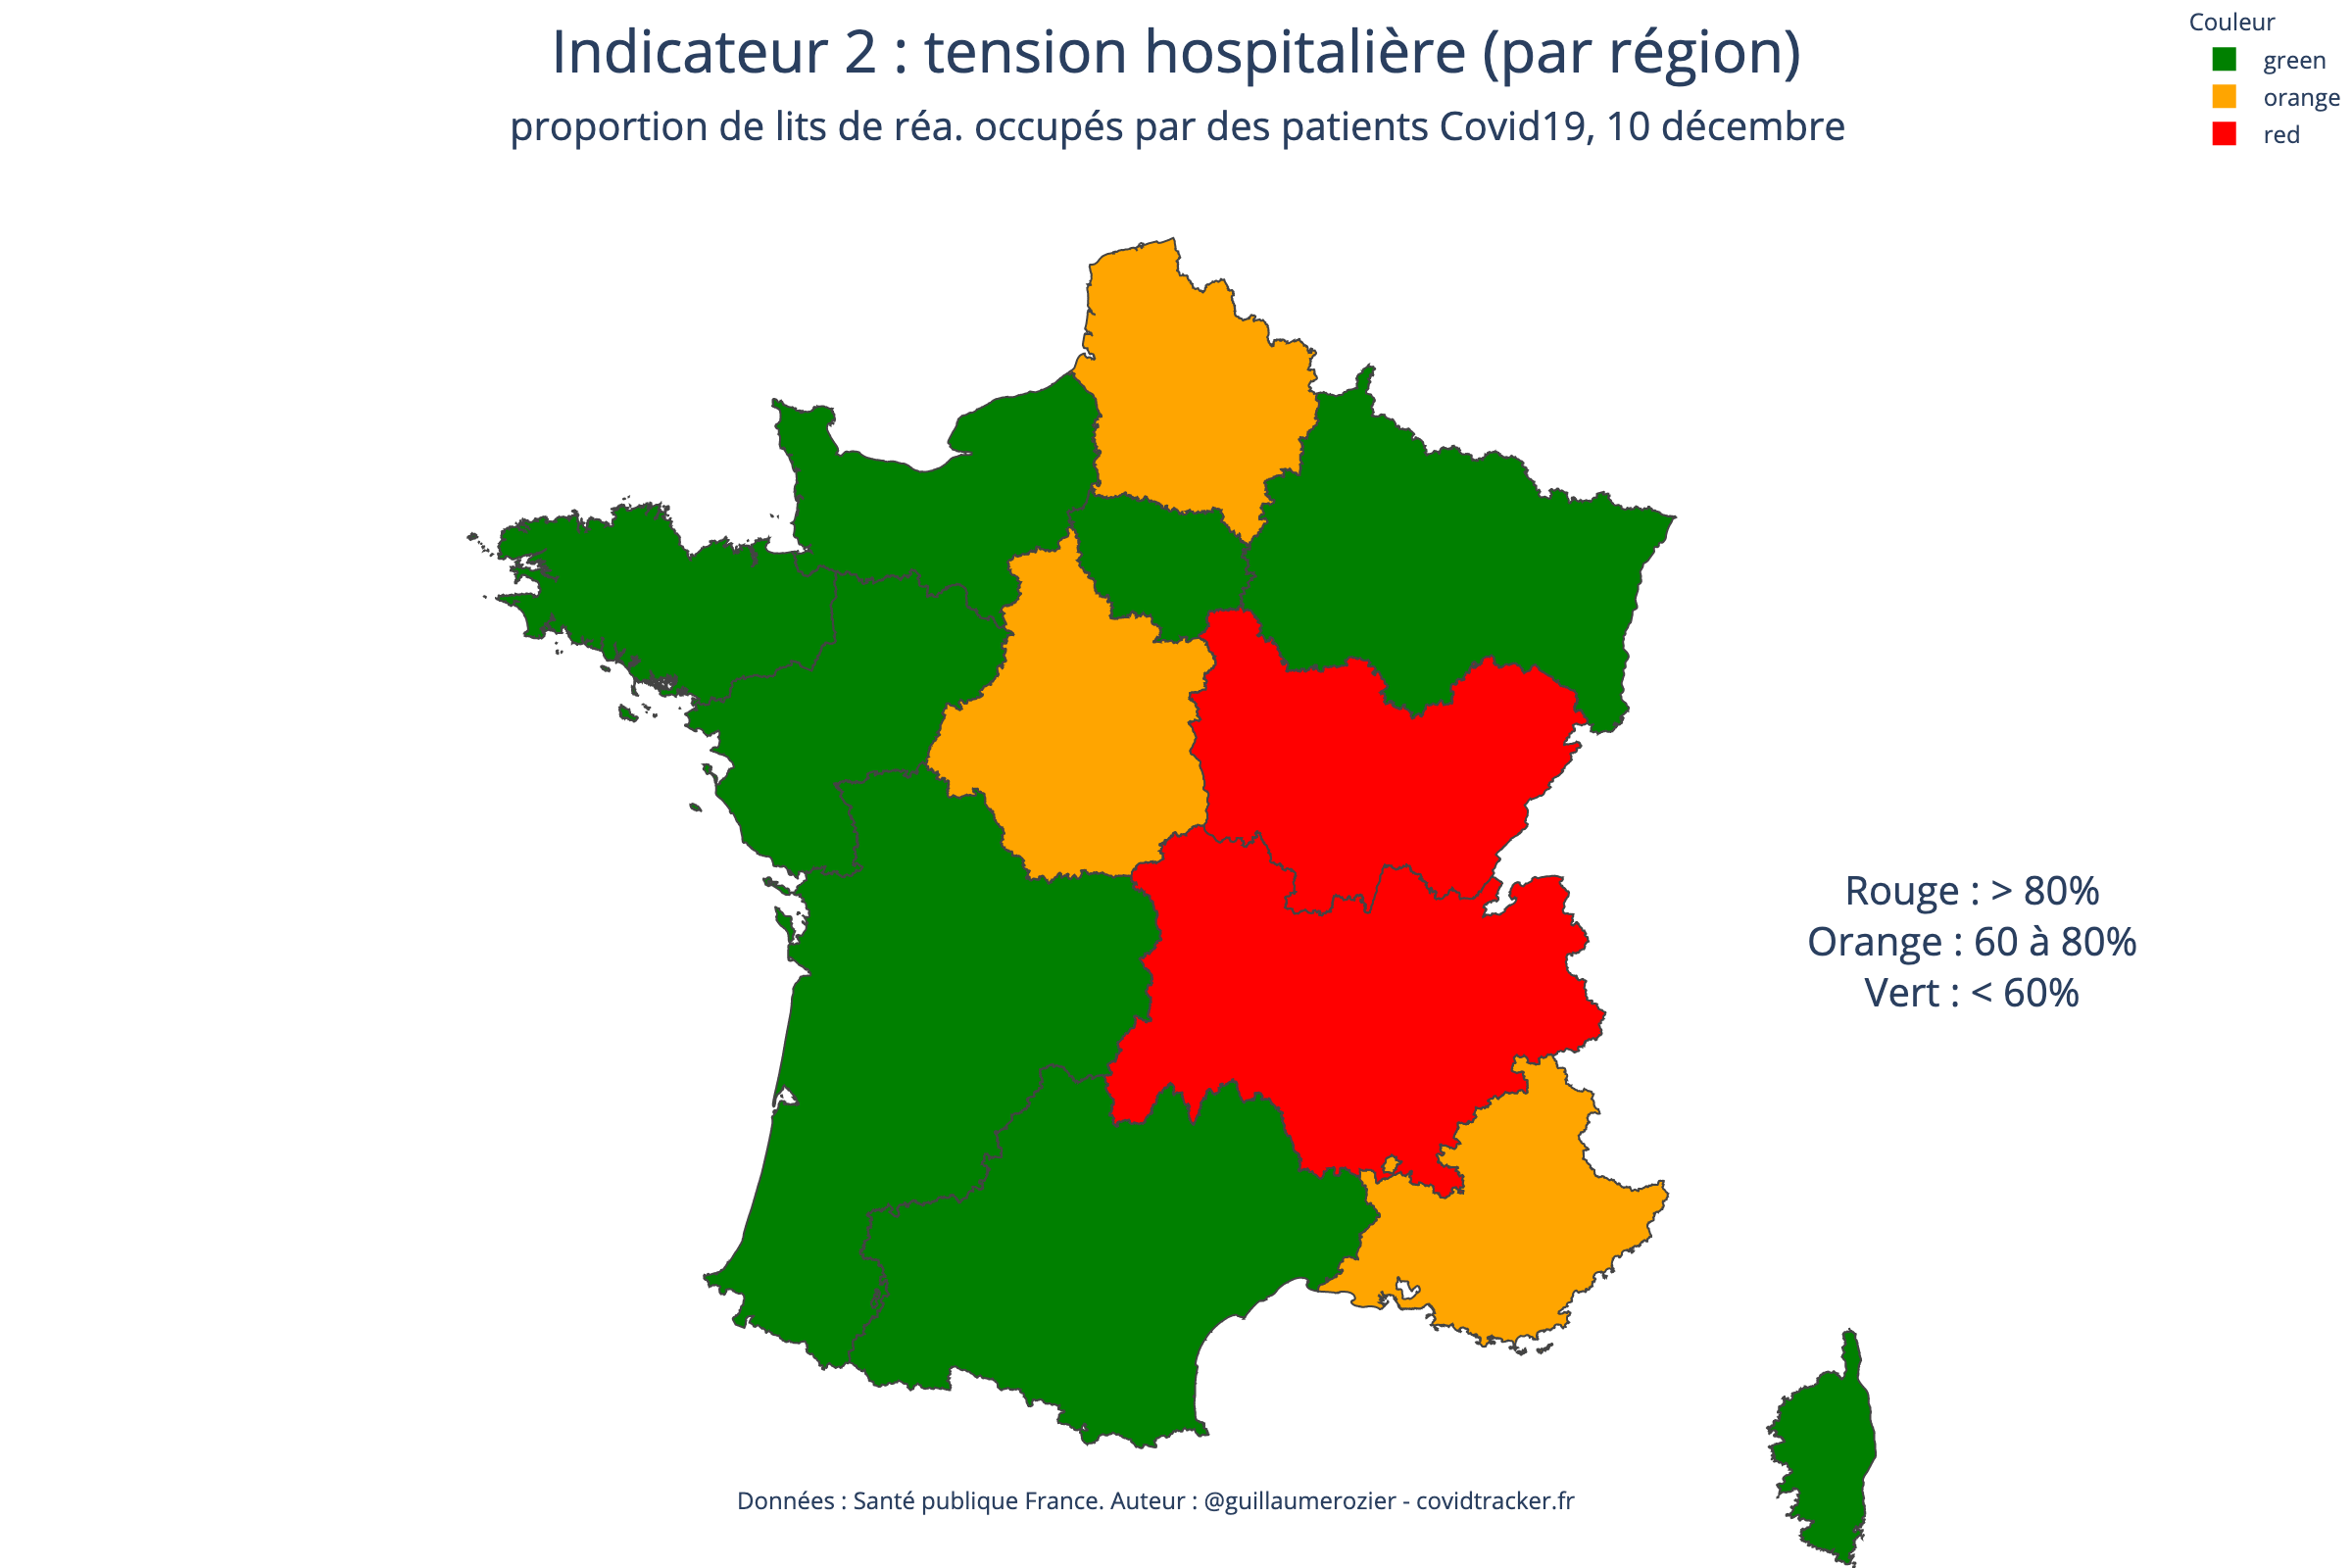 Indicateur 2 : tension hospitalière (par région)
proportion de lits de réa. occupés par des patients Covid19, 10 décembre
Couleur
green
orange
red
Rouge : > 80%
Orange : 60 à 80%
Vert : < 60%
Données : Santé publique France. Auteur : @guillaumerozier - covidtracker.fr